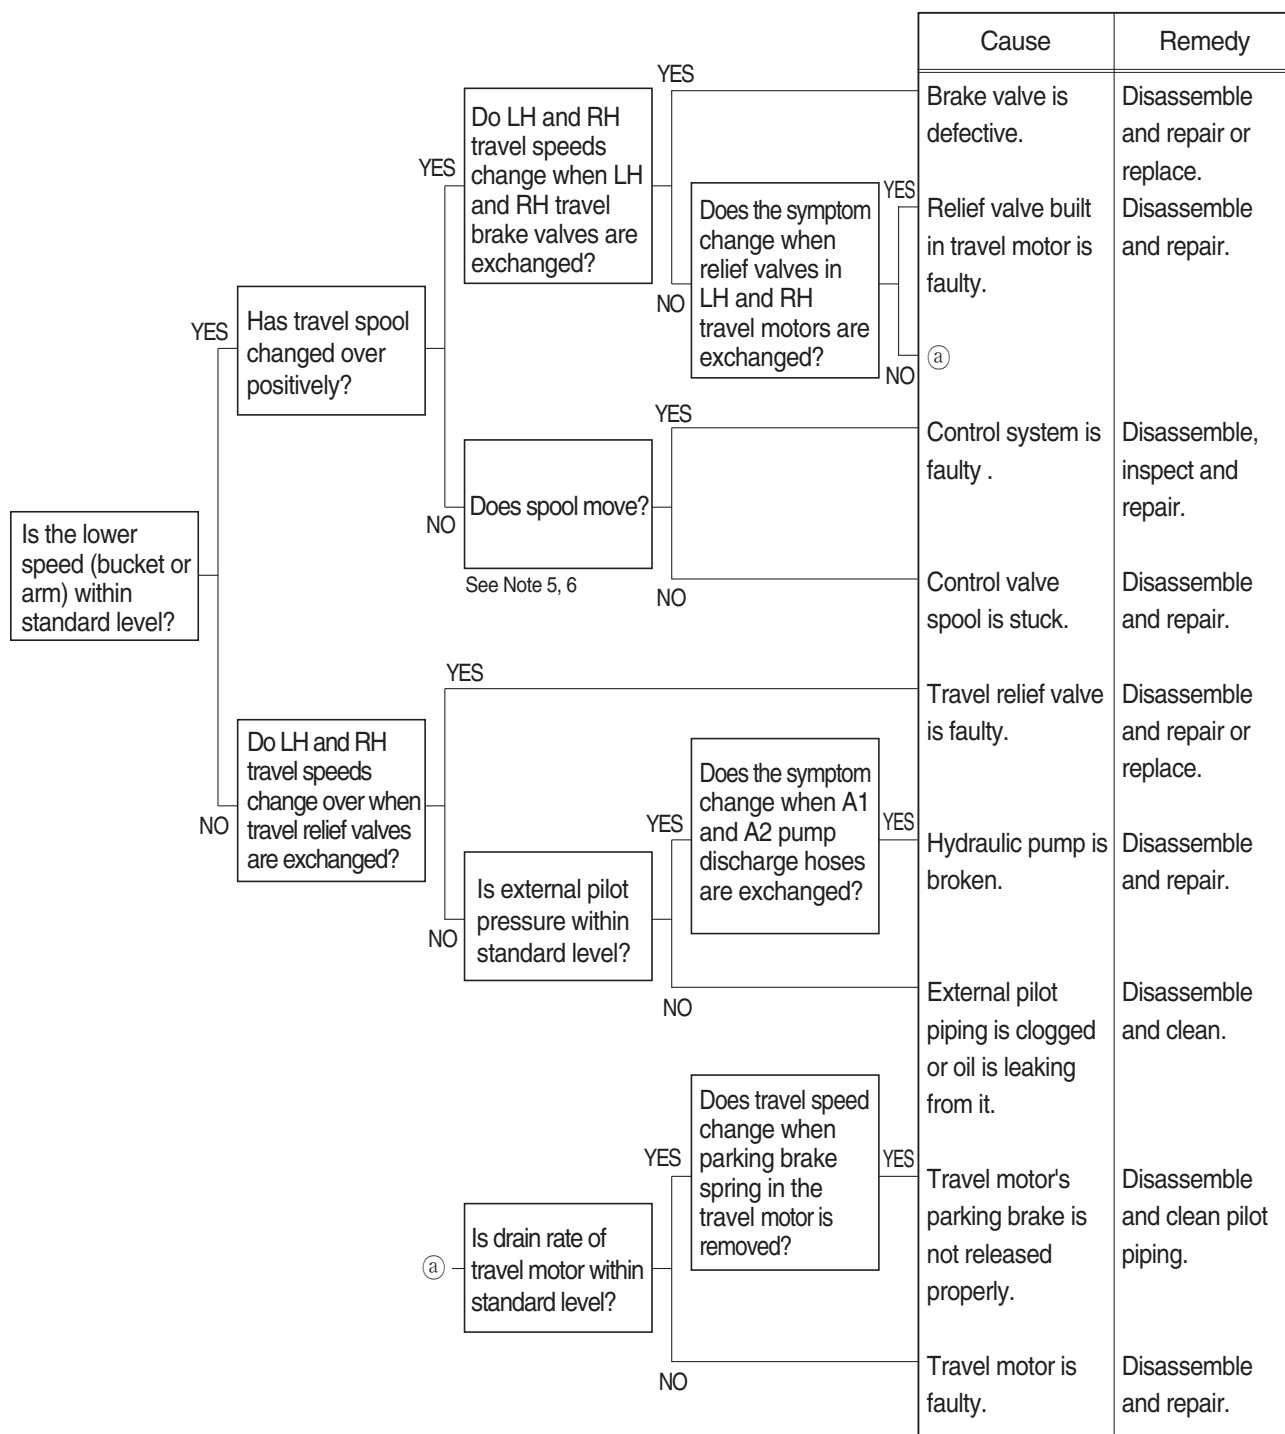 Cause
Remedy
YES
Do LH and RH
travel speeds
change when LH
and RH travel
brake valves are
exchanged?
YES
Brake valve is
defective.
Disassemble
and repair or
replace.
Does the symptom
change when
relief valves in
LH and RH
travel motors are
exchanged?
YES
NO
Relief valve built
in travel motor is
faulty.
Disassemble
and repair.
NO
ⓐ
YES
Has travel spool
changed over
positively?
YES
Control system is
faulty .
Disassemble,
inspect and
repair.
NO
Does spool move?
See Note 5, 6
NO
Control valve
spool is stuck.
Disassemble
and repair.
Is the lower
speed (bucket or
arm) within
standard level?
YES
Travel relief valve
is faulty.
Disassemble
and repair or
replace.
NO
Do LH and RH
travel speeds
change over when
travel relief valves
are exchanged?
YES
Does the symptom
change when A1
and A2 pump
discharge hoses
are exchanged?
YES
Hydraulic pump is
broken.
Disassemble
and repair.
NO
Is external pilot
pressure within
standard level?
NO
External pilot
piping is clogged
or oil is leaking
from it.
Disassemble
and clean.
YES
Does travel speed
change when
parking brake
spring in the
travel motor is
removed?
YES
Travel motor's
parking brake is
not released
properly.
Disassemble
and clean pilot
piping.
ⓐ
Is drain rate of
travel motor within
standard level?
NO
Travel motor is
faulty.
Disassemble
and repair.